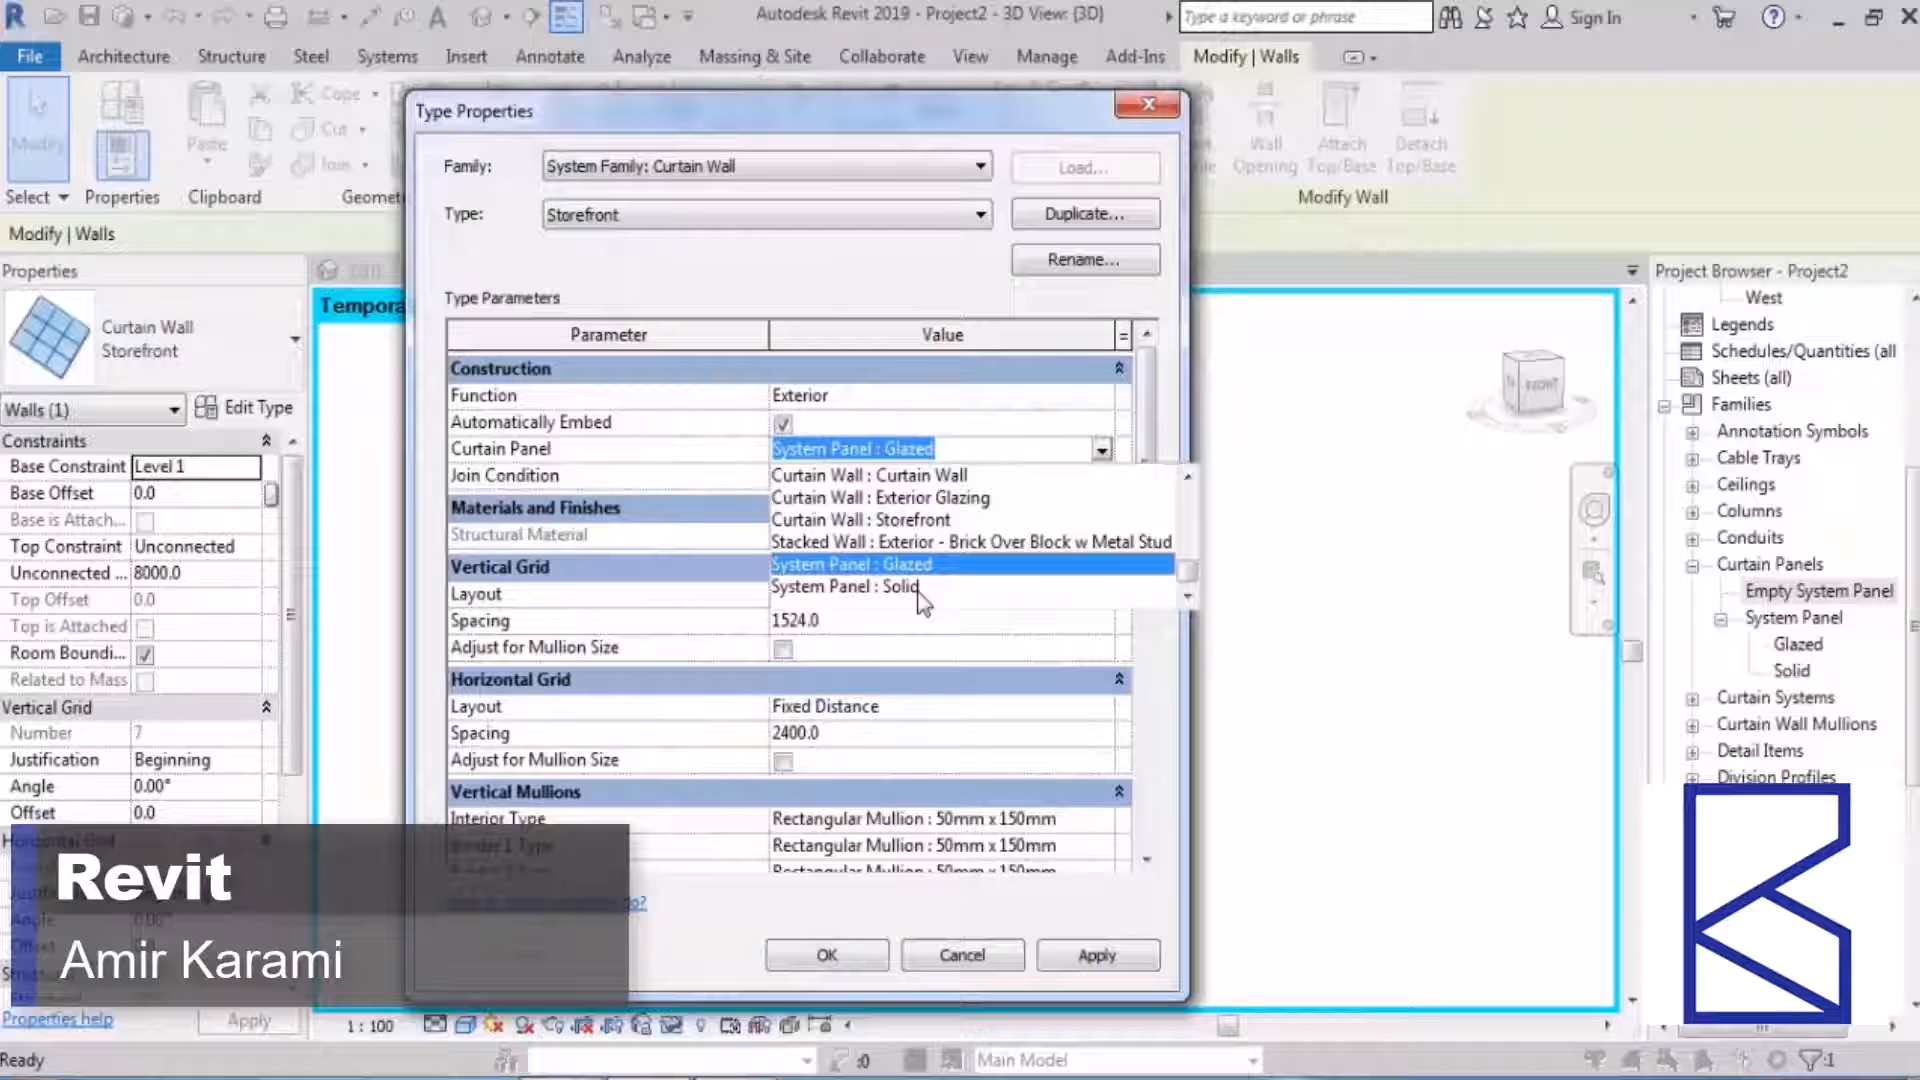 Autodesk Revit 2019 - Project2 - 3D View: {3D}
Type a keyword or phrase
Sign In
File Architecture Structure Steel Systems Insert Annotate Analyze Massing & Site Collaborate View Manage Add-Ins Modify | Walls
Modify
Paste
Cope
Cut
Join
Wall Opening
Attach Top/Base
Detach Top/Base
Select Properties Clipboard Modify Wall
Modify | Walls
Properties
Curtain Wall
Storefront
Walls (1) Edit Type
Constraints
Base Constraint Level 1
Base Offset 0.0
Base is Attach...
Top Constraint Unconnected
Unconnected ... 8000.0
Top Offset 0.0
Top is Attached
Room Boundi...
Related to Mass
Vertical Grid
Number 7
Justification Beginning
Angle 0.00°
Offset 0.0
Properties help Apply
Tempora
Type Properties
Family: System Family: Curtain Wall Load...
Type: Storefront Duplicate...
Rename...
Type Parameters
Parameter Value =
Construction
Function Exterior
Automatically Embed
Curtain Panel System Panel : Glazed
Join Condition
Materials and Finishes
Structural Material
Vertical Grid
Layout
Curtain Wall : Curtain Wall
Curtain Wall : Exterior Glazing
Curtain Wall : Storefront
Stacked Wall : Exterior - Brick Over Block w Metal Stud
System Panel : Glazed
System Panel : Solid
Spacing 1524.0
Adjust for Mullion Size
Horizontal Grid
Layout Fixed Distance
Spacing 2400.0
Adjust for Mullion Size
Vertical Mullions
Interior Type Rectangular Mullion : 50mm x 150mm
Border 1 Type Rectangular Mullion : 50mm x 150mm
Rectangular Mullion : 50mm x 150mm
OK Cancel Apply
FRONT
Project Browser - Project2
West
Legends
Schedules/Quantities (all
Sheets (all)
Families
Annotation Symbols
Cable Trays
Ceilings
Columns
Conduits
Curtain Panels
Empty System Panel
System Panel
Glazed
Solid
Curtain Systems
Curtain Wall Mullions
Detail Items
Division Profiles
Revit
Amir Karami
1 : 100
Ready
:0
Main Model
:1